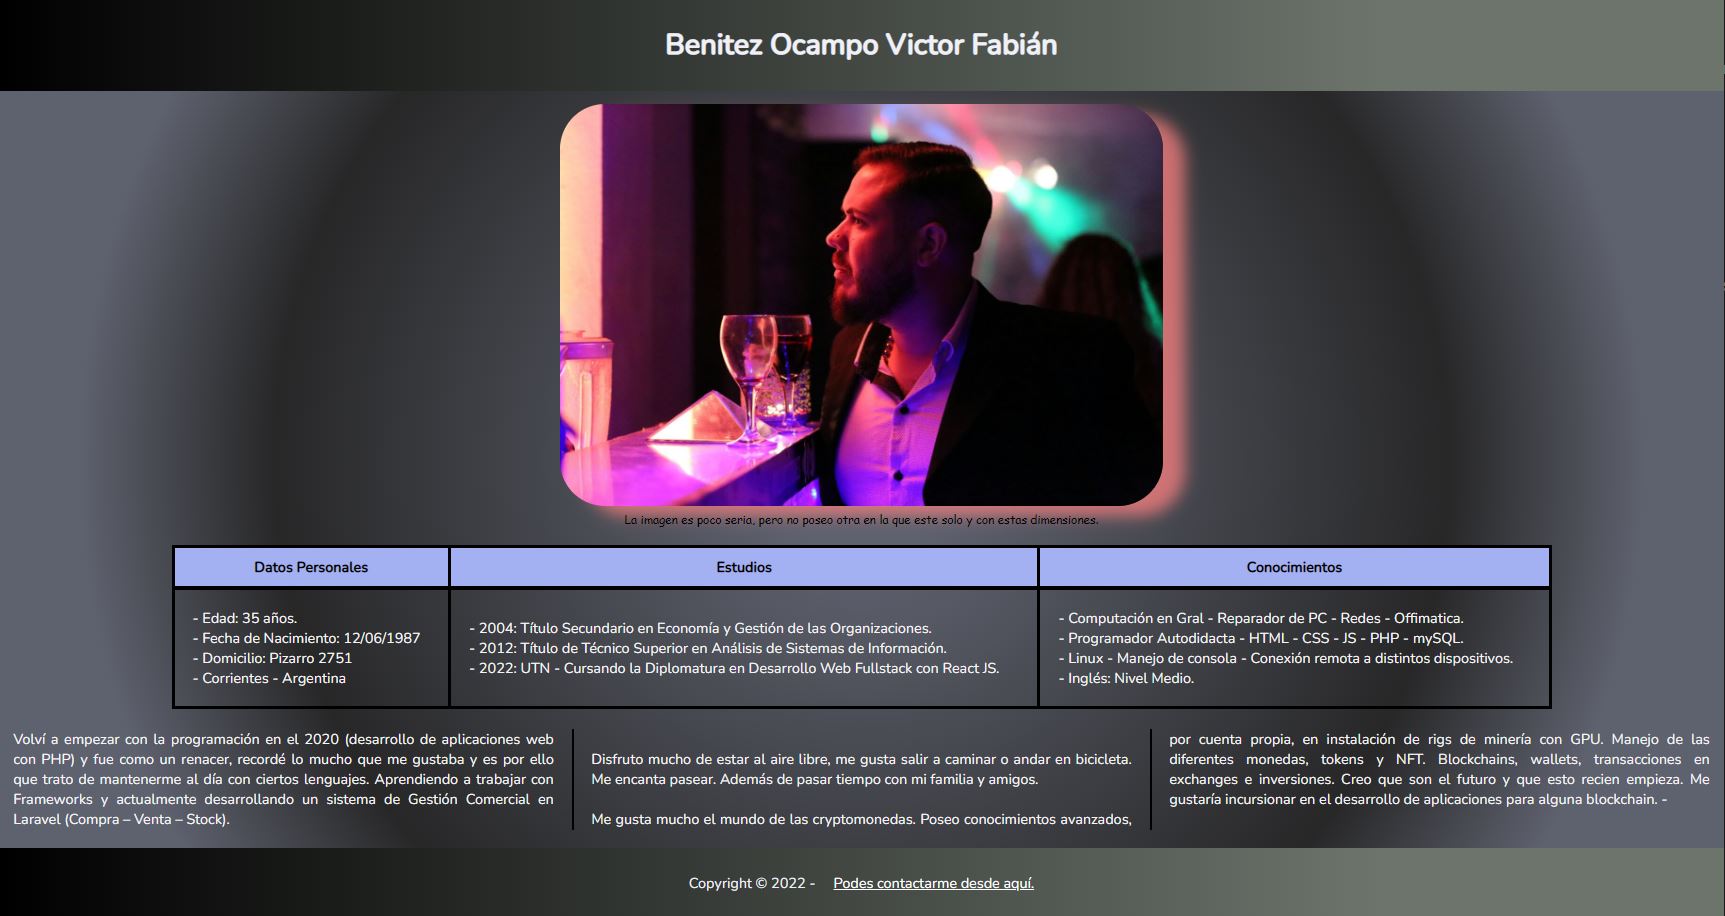 Benitez Ocampo Victor Fabián
La imagen es poco seria, pero no poseo otra en la que este solo y con estas dimensiones.
Datos Personales
- Edad: 35 años.
- Fecha de Nacimiento: 12/06/1987
- Domicilio: Pizarro 2751
- Corrientes - Argentina
Estudios
- 2004: Título Secundario en Economía y Gestión de las Organizaciones.
- 2012: Título de Técnico Superior en Análisis de Sistemas de Información.
- 2022: UTN - Cursando la Diplomatura en Desarrollo Web Fullstack con React JS.
Conocimientos
- Computación en Gral - Reparador de PC - Redes - Offimatica.
- Programador Autodidacta - HTML - CSS - JS - PHP - mySQL.
- Linux - Manejo de consola - Conexión remota a distintos dispositivos.
- Inglés: Nivel Medio.
Volví a empezar con la programación en el 2020 (desarrollo de aplicaciones web
con PHP) y fue como un renacer, recordé lo mucho que me gustaba y es por ello
que trato de mantenerme al día con ciertos lenguajes. Aprendiendo a trabajar con
Frameworks y actualmente desarrollando un sistema de Gestión Comercial en
Laravel (Compra – Venta – Stock).
Disfruto mucho de estar al aire libre, me gusta salir a caminar o andar en bicicleta.
Me encanta pasear. Además de pasar tiempo con mi familia y amigos.
Me gusta mucho el mundo de las cryptomonedas. Poseo conocimientos avanzados,
por cuenta propia, en instalación de rigs de minería con GPU. Manejo de las
diferentes monedas, tokens y NFT. Blockchains, wallets, transacciones en
exchanges e inversiones. Creo que son el futuro y que esto recien empieza. Me
gustaría incursionar en el desarrollo de aplicaciones para alguna blockchain. -
Copyright © 2022 - Podes contactarme desde aquí.